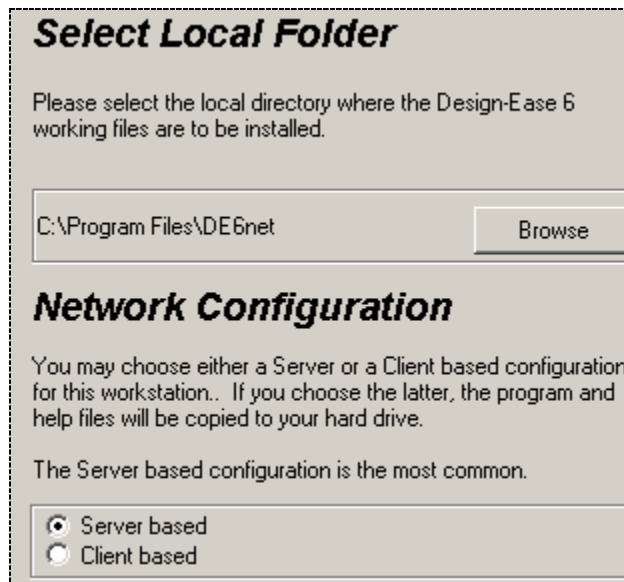 Select Local Folder
Please select the local directory where the Design-Ease 6
working files are to be installed.
C:\Program Files\DE6net
Browse
Network Configuration
You may choose either a Server or a Client based configuration
for this workstation.. If you choose the latter, the program and
help files will be copied to your hard drive.
The Server based configuration is the most common.
Server based
Client based